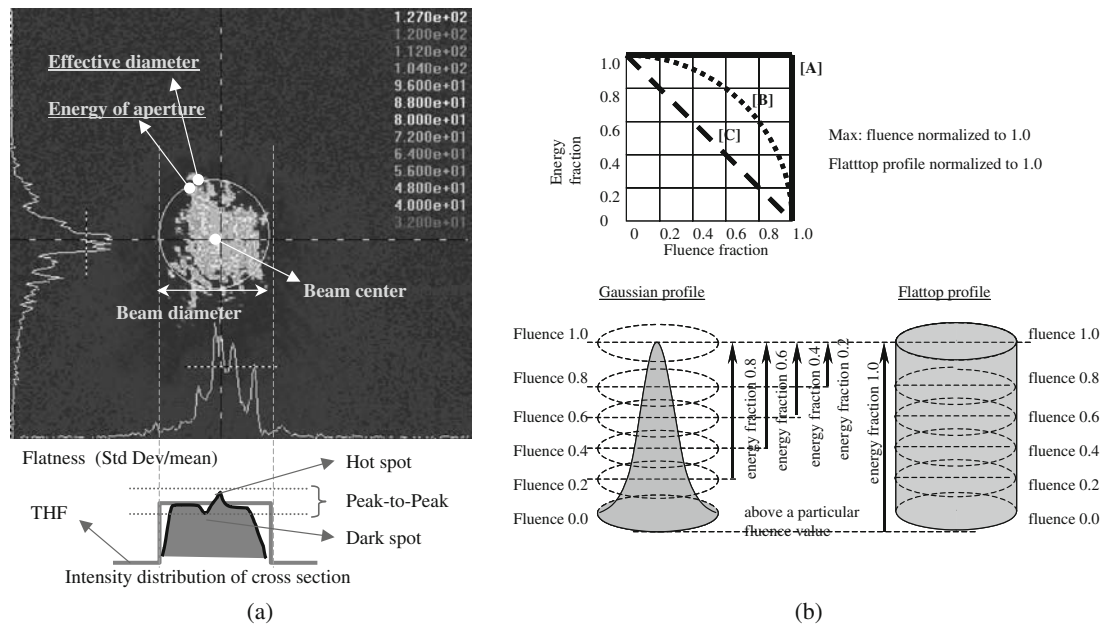 1.270e+02
1.200e+02
1.120e+02
1.040e+02
9.600e+01
8.800e+01
8.000e+01
7.200e+01
6.400e+01
5.600e+01
4.800e+01
4.000e+01
3.200e+01
Effective diameter
Energy of aperture
Beam center
Beam diameter
Flatness (Std Dev/mean)
Hot spot
Peak-to-Peak
THF
Dark spot
Intensity distribution of cross section
(a)
1.0
0.8
0.6
0.4
0.2
0
Energy
fraction
0 0.2 0.4 0.6 0.8 1.0
Fluence fraction
[A]
[B]
[C]
Max: fluence normalized to 1.0
Flatttop profile normalized to 1.0
Gaussian profile
Flattop profile
Fluence 1.0
Fluence 0.8
Fluence 0.6
Fluence 0.4
Fluence 0.2
Fluence 0.0
energy fraction 0.8
energy fraction 0.6
energy fraction 0.4
energy fraction 0.2
energy fraction 1.0
above a particular
fluence value
fluence 1.0
fluence 0.8
fluence 0.6
fluence 0.4
fluence 0.2
fluence 0.0
(b)